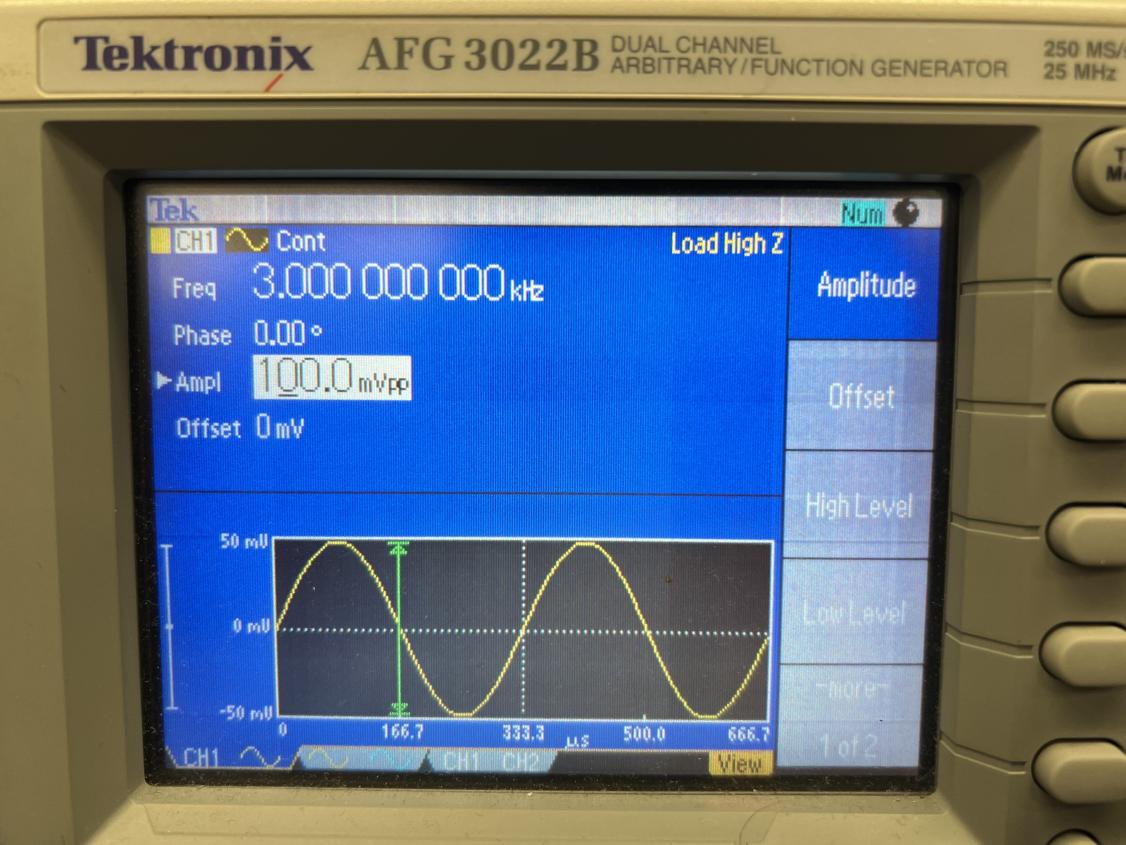 Tektronix AFG 3022B DUAL CHANNEL
ARBITRARY/FUNCTION GENERATOR
25 MHz
Tek
Num
CH1 Cont
Load High Z
Freq 3.000 000 000 kHz
Phase 0.00 °
Ampl 100.0 mVpp
Offset 0 mV
Amplitude
Offset
High Level
Low Level
-more-
1 of 2
50 mV
0 mV
-50 mV
0 166.7 333.3 µs 500.0 666.7
CH1 CH1 CH2 View